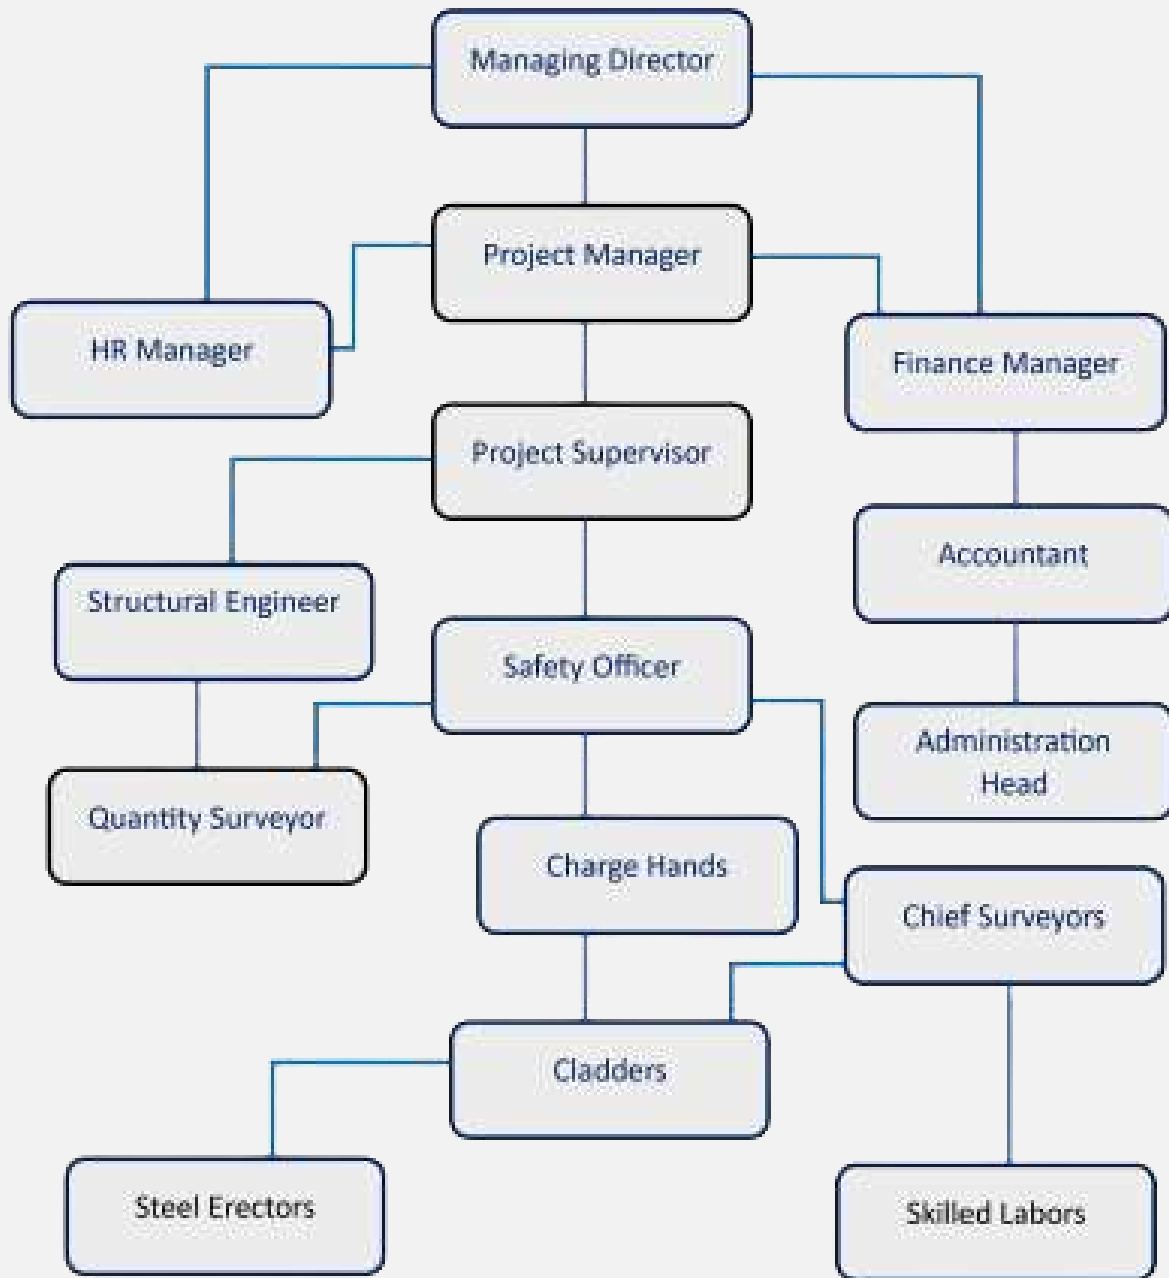 Managing Director
Project Manager
HR Manager
Finance Manager
Project Supervisor
Accountant
Structural Engineer
Safety Officer
Administration
Head
Quantity Surveyor
Charge Hands
Chief Surveyors
Cladders
Steel Erectors
Skilled Labors